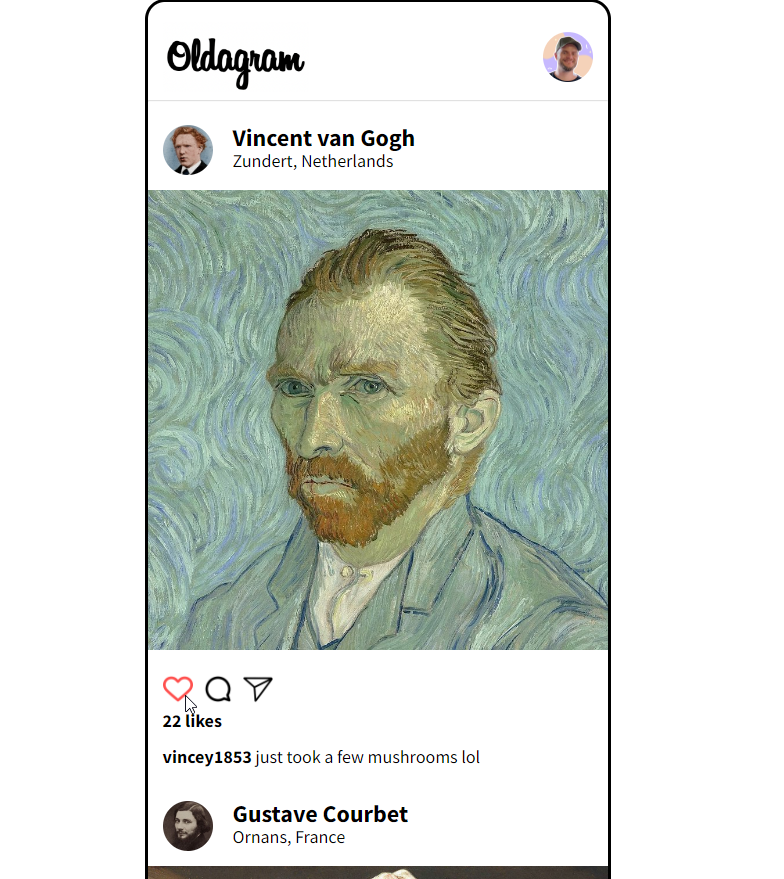 Oldagram
Vincent van Gogh
Zundert, Netherlands
22 likes
vincey1853 just took a few mushrooms lol
Gustave Courbet
Ornans, France